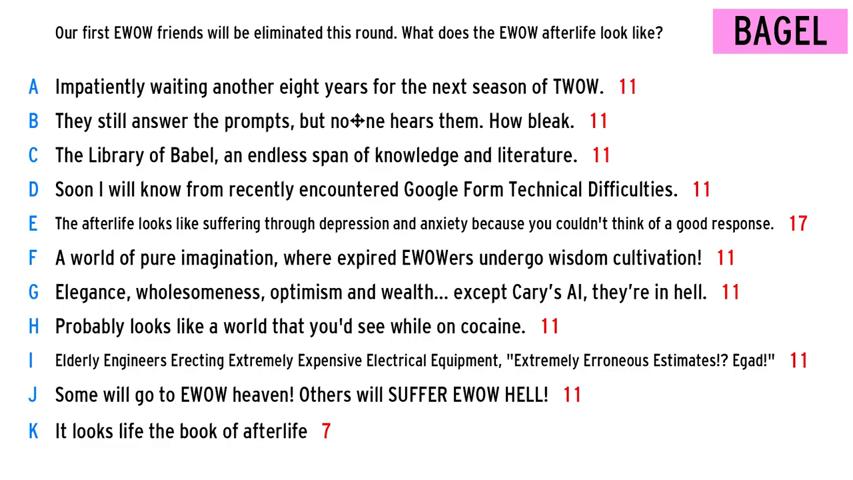 Our first EWOW friends will be eliminated this round. What does the EWOW afterlife look like?
BAGEL
A Impatiently waiting another eight years for the next season of TWOW. 11
B They still answer the prompts, but no✢ne hears them. How bleak. 11
C The Library of Babel, an endless span of knowledge and literature. 11
D Soon I will know from recently encountered Google Form Technical Difficulties. 11
E The afterlife looks like suffering through depression and anxiety because you couldn't think of a good response. 17
F A world of pure imagination, where expired EWOWers undergo wisdom cultivation! 11
G Elegance, wholesomeness, optimism and wealth... except Cary’s AI, they’re in hell. 11
H Probably looks like a world that you'd see while on cocaine. 11
I Elderly Engineers Erecting Extremely Expensive Electrical Equipment, "Extremely Erroneous Estimates!? Egad!" 11
J Some will go to EWOW heaven! Others will SUFFER EWOW HELL! 11
K It looks life the book of afterlife 7